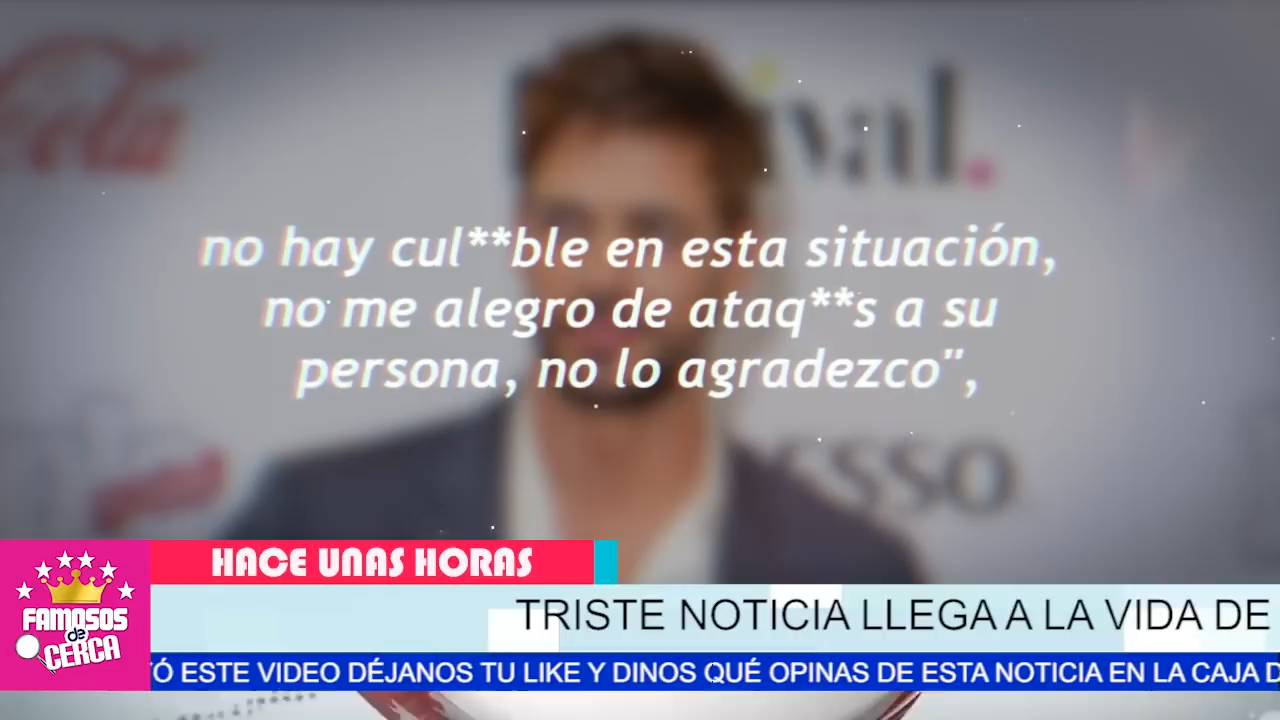 no hay cul**ble en esta situación,
no me alegro de ataq**s a su
persona, no lo agradezco",
HACE UNAS HORAS
FAMOSOS
de
CERCA
TRISTE NOTICIA LLEGA A LA VIDA DE
TÓ ESTE VIDEO DÉJANOS TU LIKE Y DINOS QUÉ OPINAS DE ESTA NOTICIA EN LA CAJA D